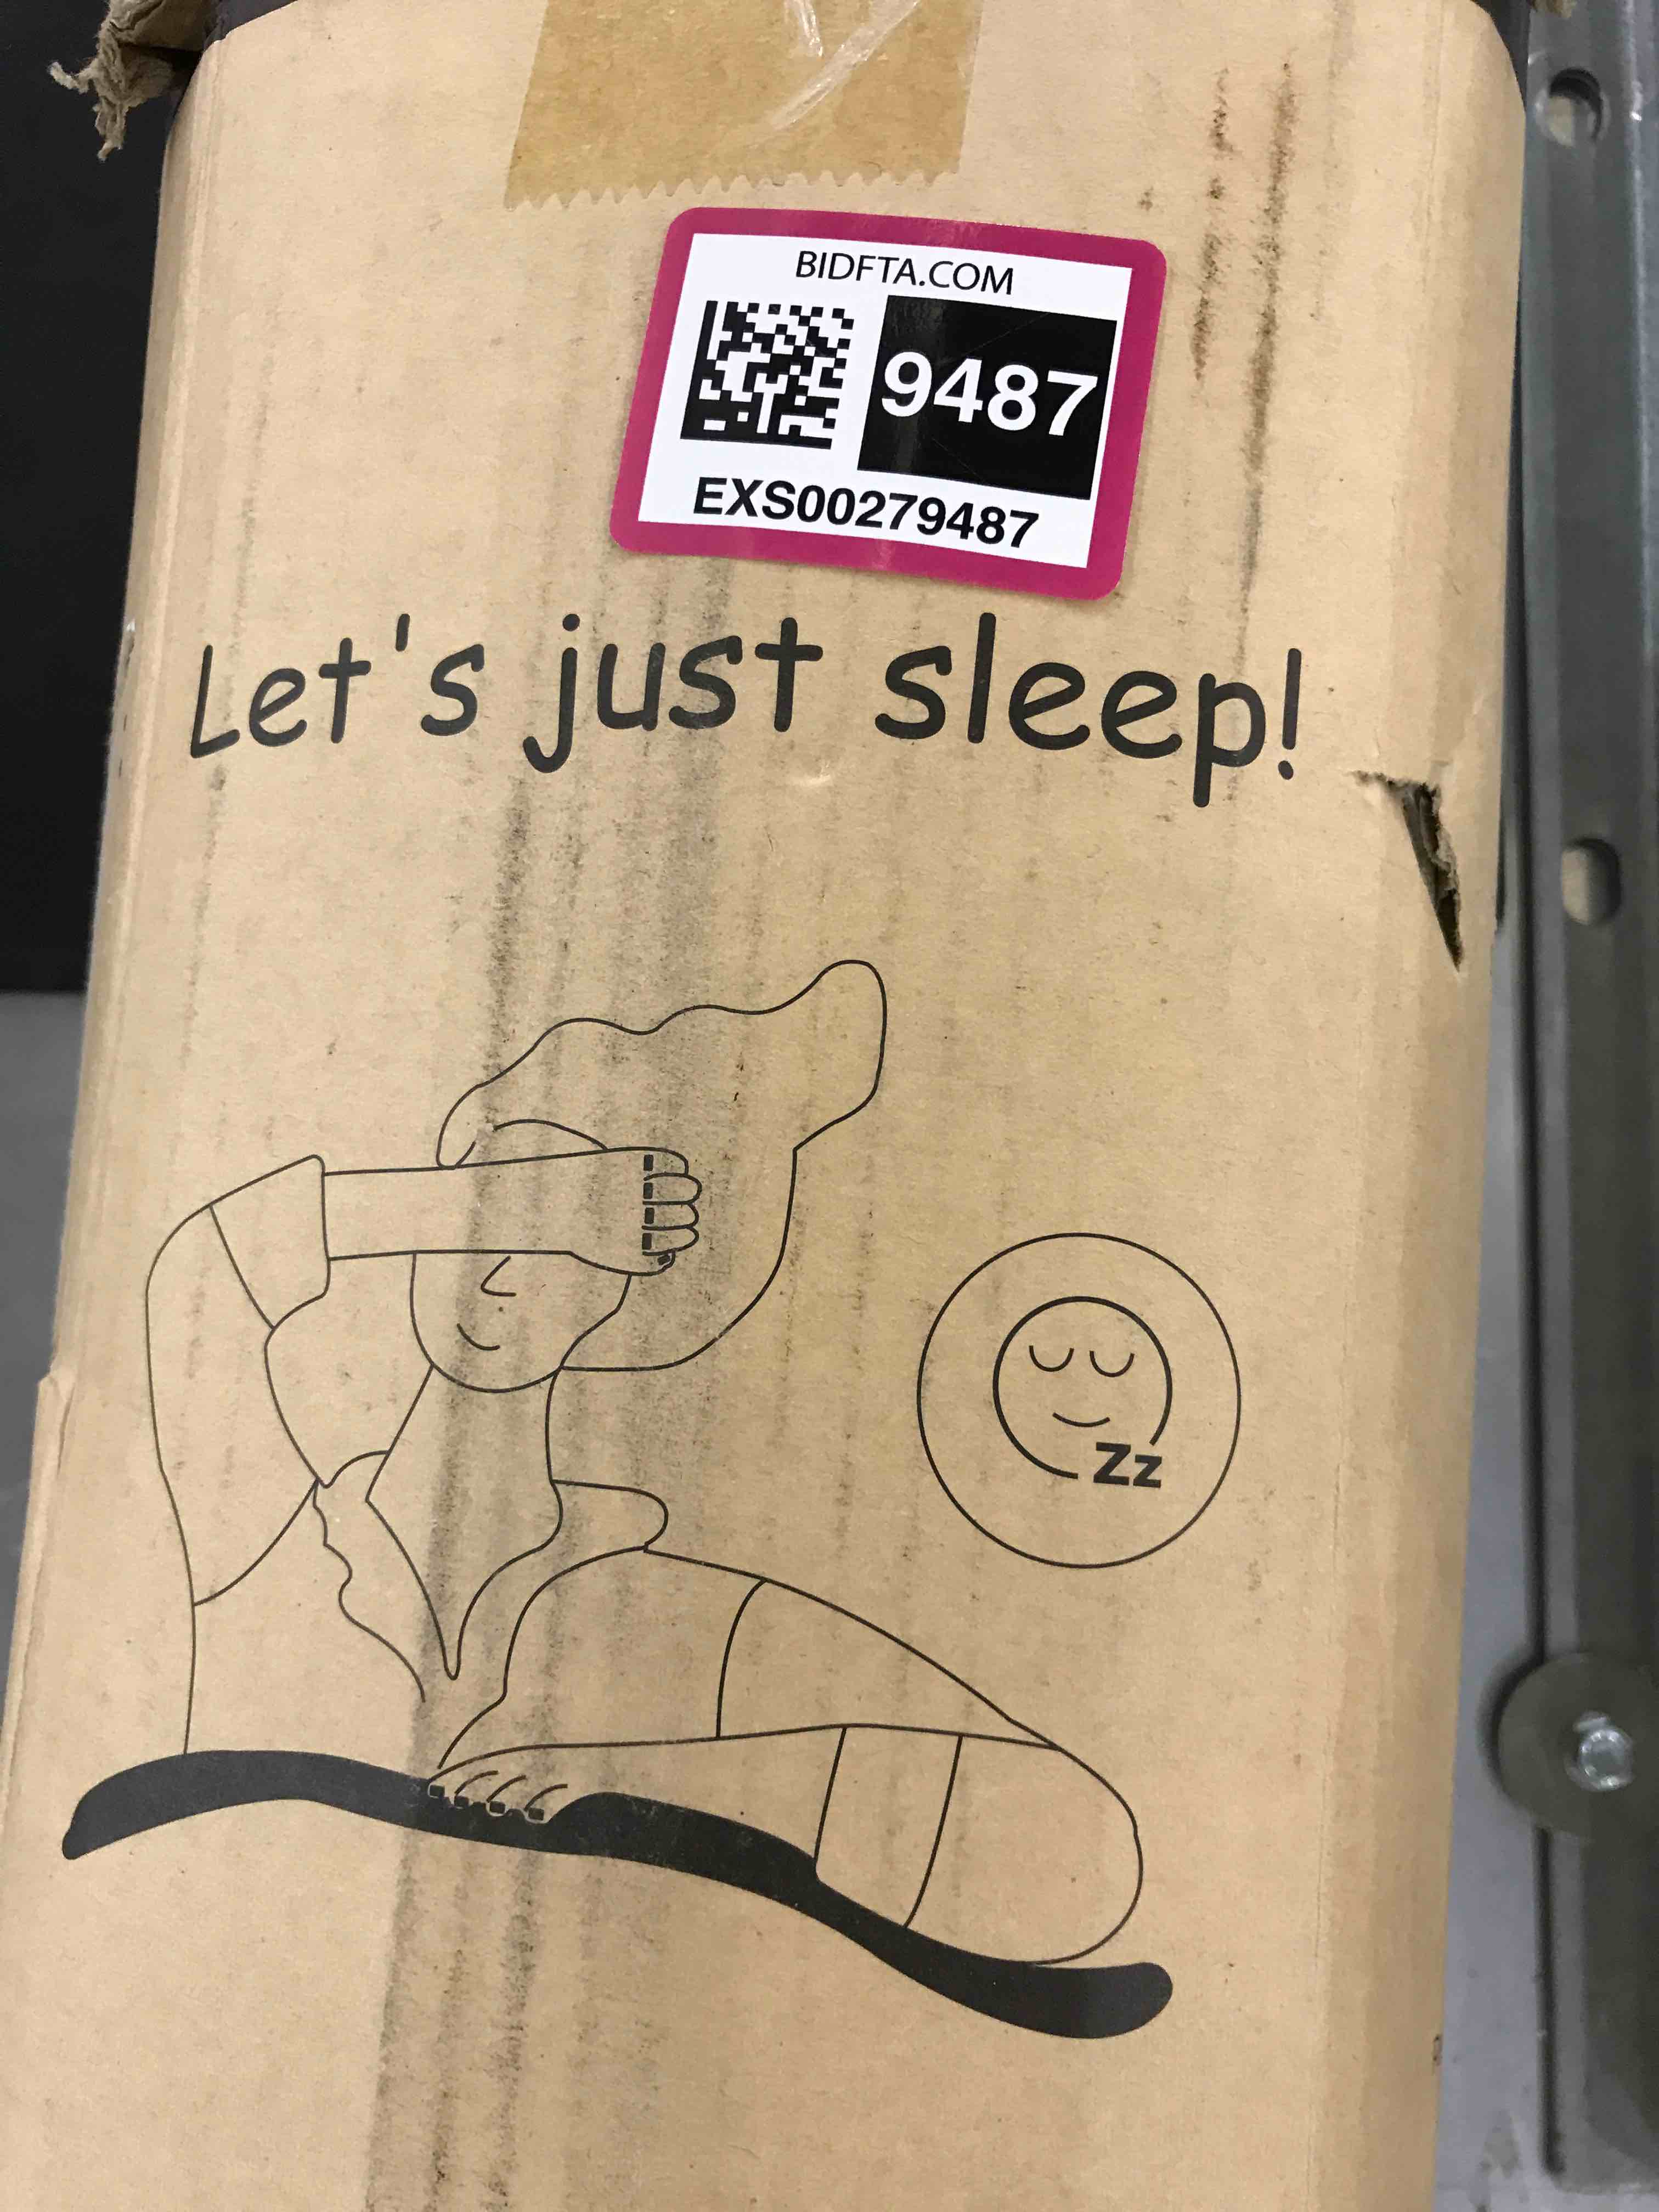 BIDFTA.COM
9487
EXS00279487
Let's just sleep!
Zz